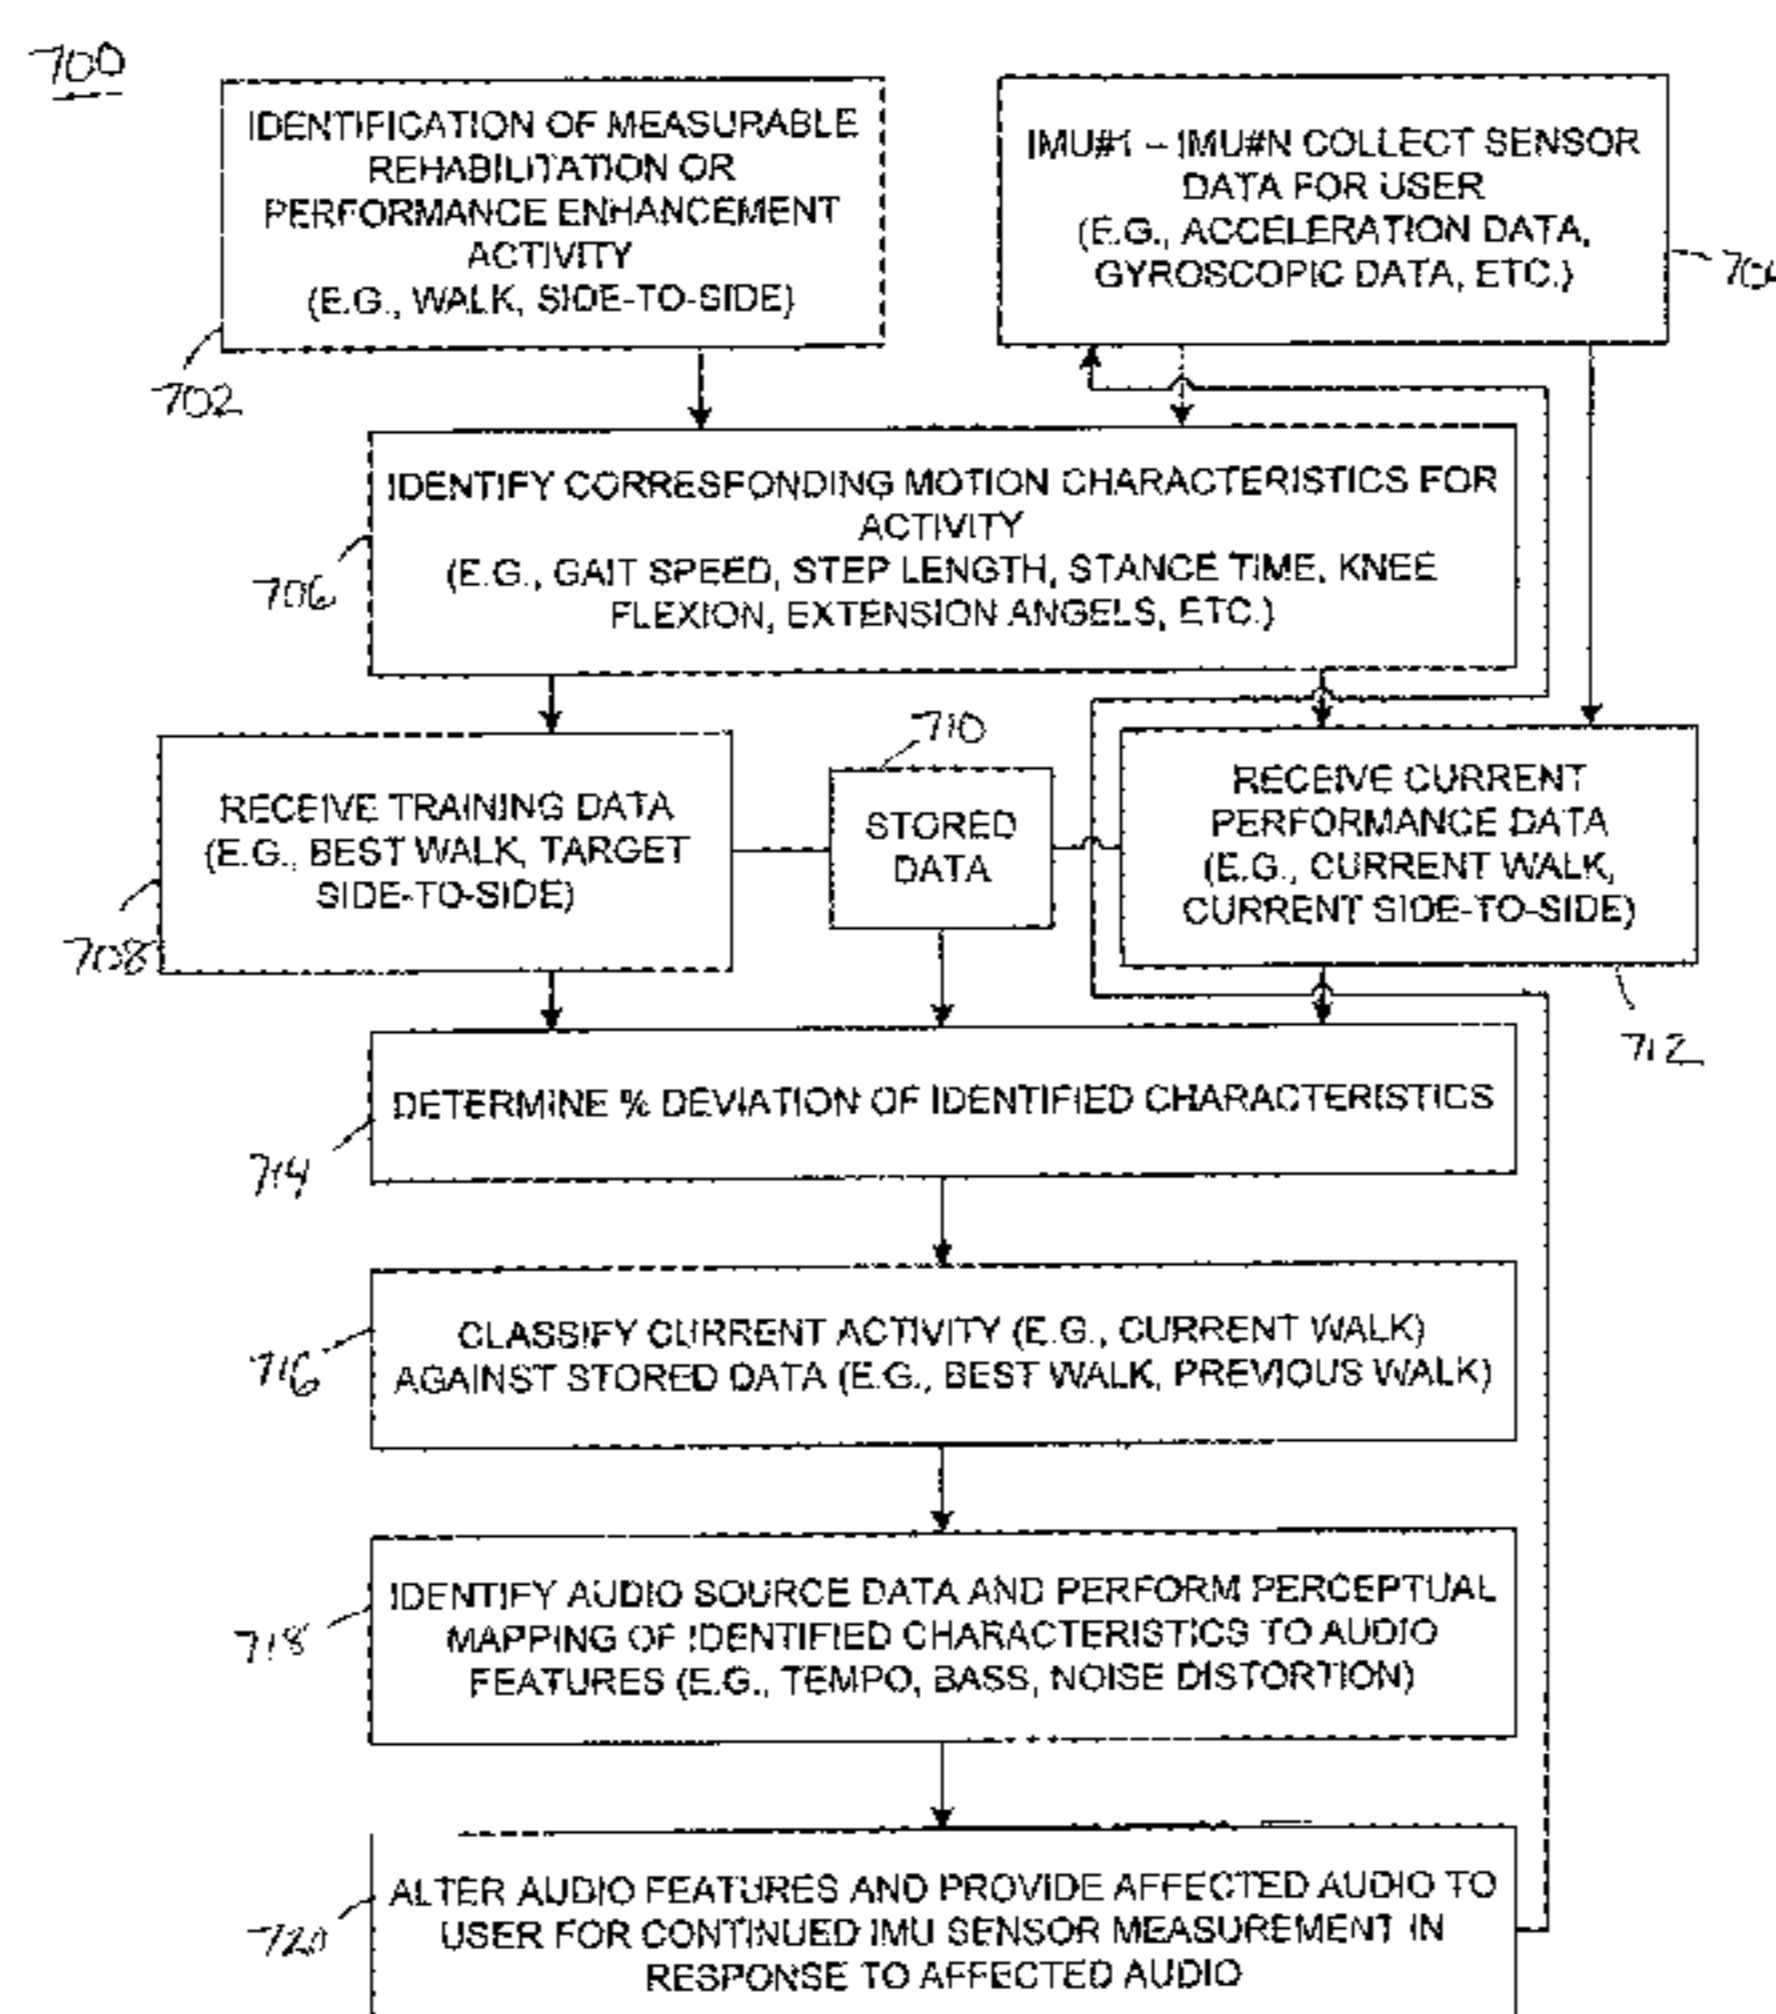 700
IDENTIFICATION OF MEASURABLE
REHABILITATION OR
PERFORMANCE ENHANCEMENT
ACTIVITY
(E.G., WALK, SIDE-TO-SIDE)
702
IMU#1 – IMU#N COLLECT SENSOR
DATA FOR USER
(E.G., ACCELERATION DATA,
GYROSCOPIC DATA, ETC.)
IDENTIFY CORRESPONDING MOTION CHARACTERISTICS FOR
ACTIVITY
(E.G., GAIT SPEED, STEP LENGTH, STANCE TIME, KNEE
FLEXION, EXTENSION ANGELS, ETC.)
706
RECEIVE TRAINING DATA
(E.G., BEST WALK, TARGET
SIDE-TO-SIDE)
708
710
STORED
DATA
RECEIVE CURRENT
PERFORMANCE DATA
(E.G., CURRENT WALK,
CURRENT SIDE-TO-SIDE)
712
DETERMINE % DEVIATION OF IDENTIFIED CHARACTERISTICS
714
CLASSIFY CURRENT ACTIVITY (E.G., CURRENT WALK)
AGAINST STORED DATA (E.G., BEST WALK, PREVIOUS WALK)
716
IDENTIFY AUDIO SOURCE DATA AND PERFORM PERCEPTUAL
MAPPING OF IDENTIFIED CHARACTERISTICS TO AUDIO
FEATURES (E.G., TEMPO, BASS, NOISE DISTORTION)
718
ALTER AUDIO FEATURES AND PROVIDE AFFECTED AUDIO TO
USER FOR CONTINUED IMU SENSOR MEASUREMENT IN
RESPONSE TO AFFECTED AUDIO
720